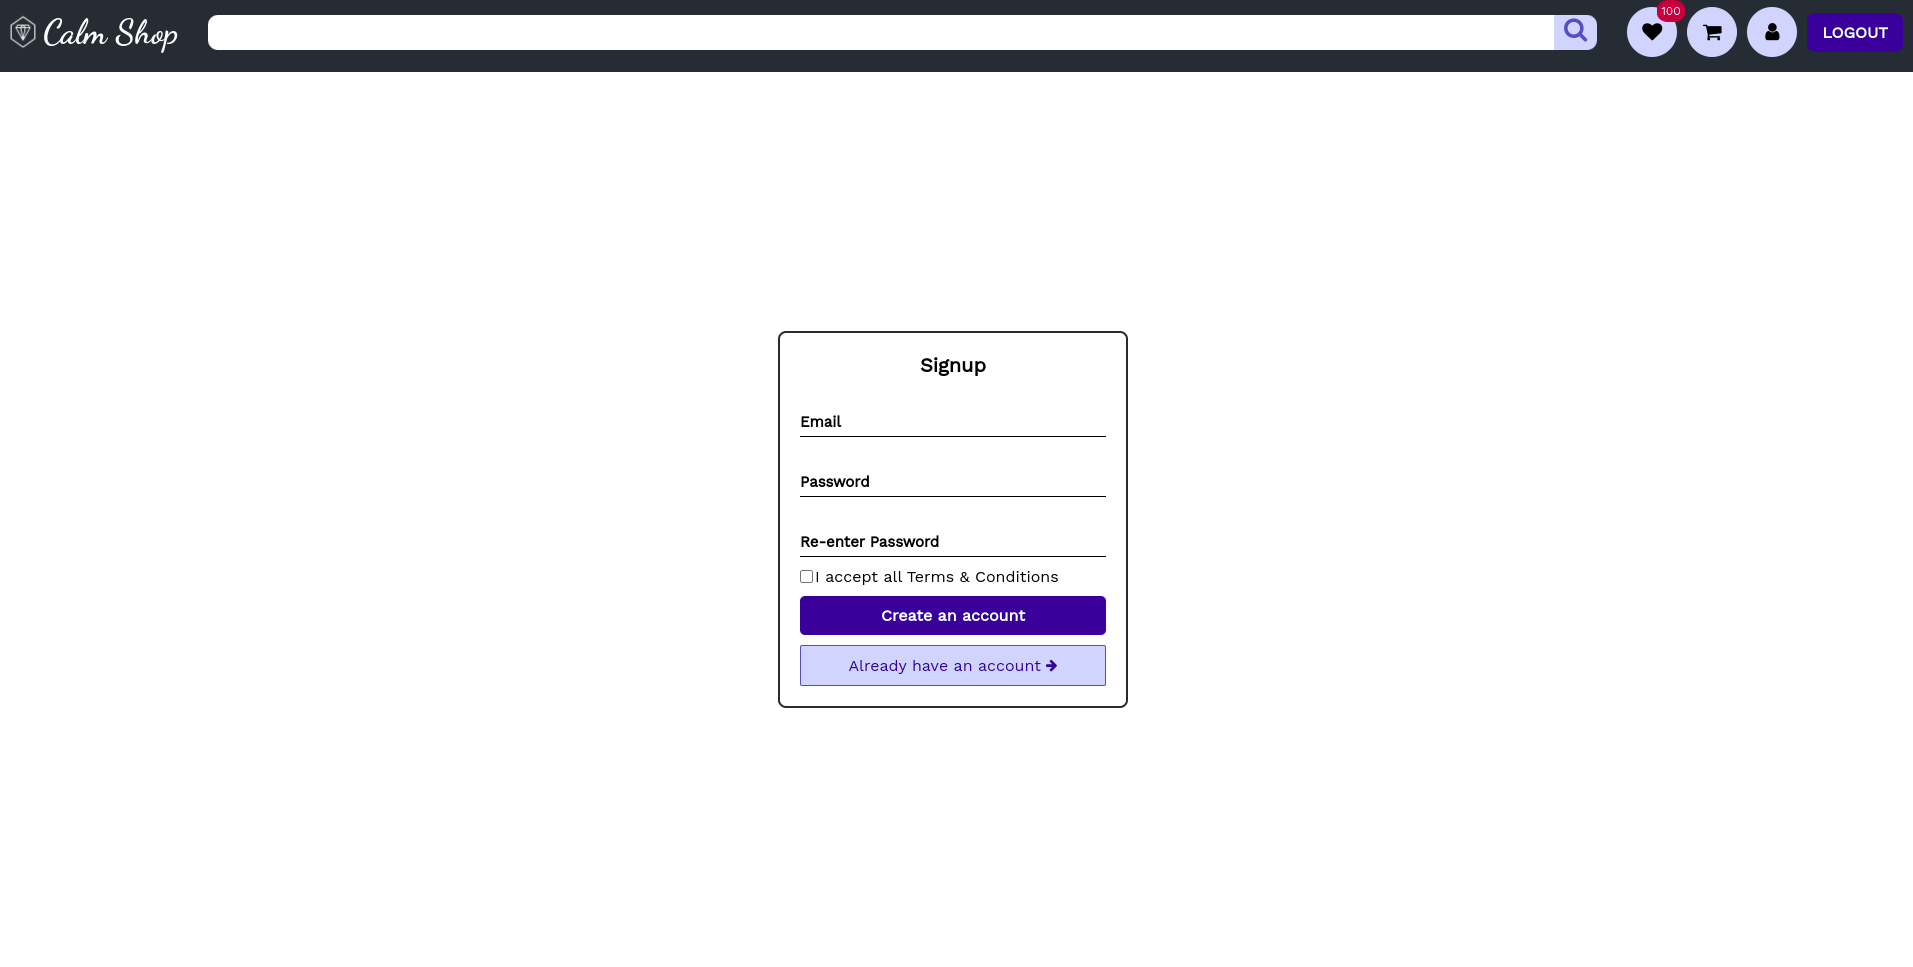 Calm Shop
100
LOGOUT
Signup
Email
Password
Re-enter Password
I accept all Terms & Conditions
Create an account
Already have an account